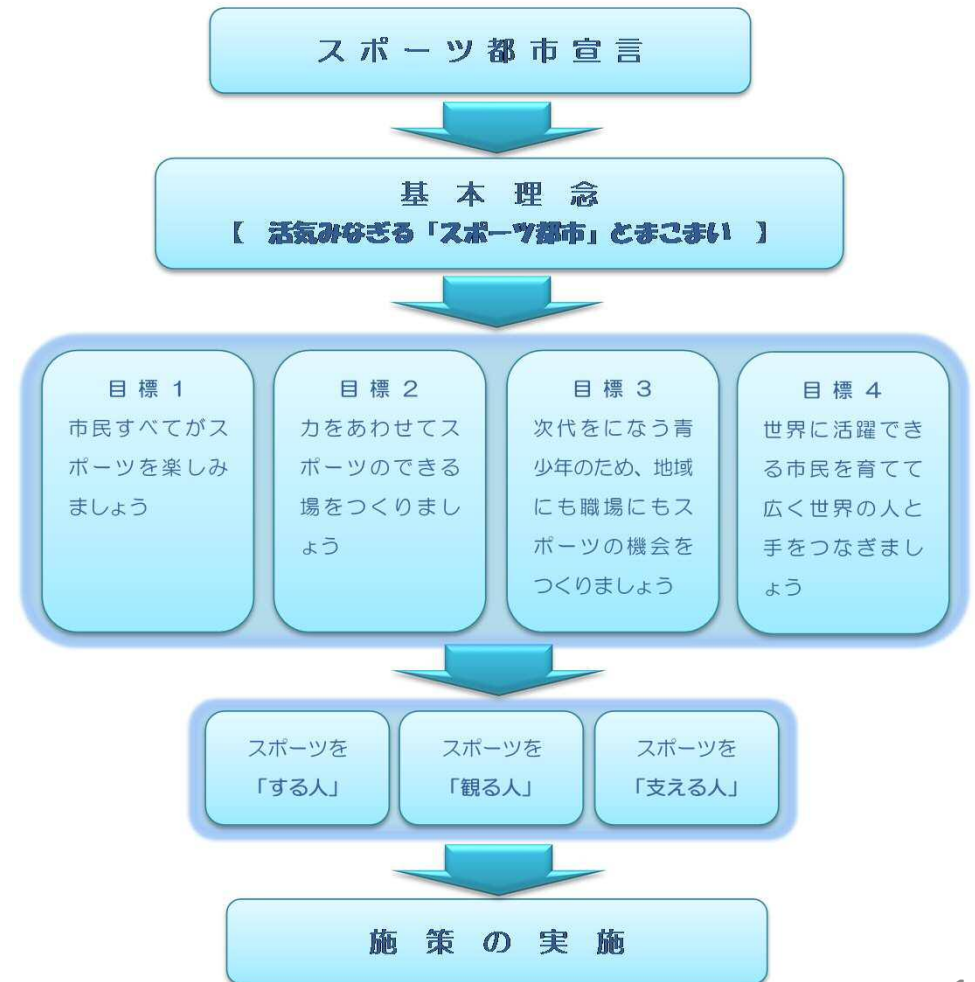 スポーツ都市宣言
基本理念
【 活気みなぎる「スポーツ都市」とまこまい 】
目標1
市民すべてがス
ポーツを楽しみ
ましょう
目標2
力をあわせてス
ポーツのできる
場をつくりまし
ょう
目標3
次代をになう青
少年のため、地域
にも職場にもス
ポーツの機会を
つくりましょう
目標4
世界に活躍でき
る市民を育てて
広く世界の人と
手をつなぎまし
ょう
スポーツを
「する人」
スポーツを
「観る人」
スポーツを
「支える人」
施策の実施